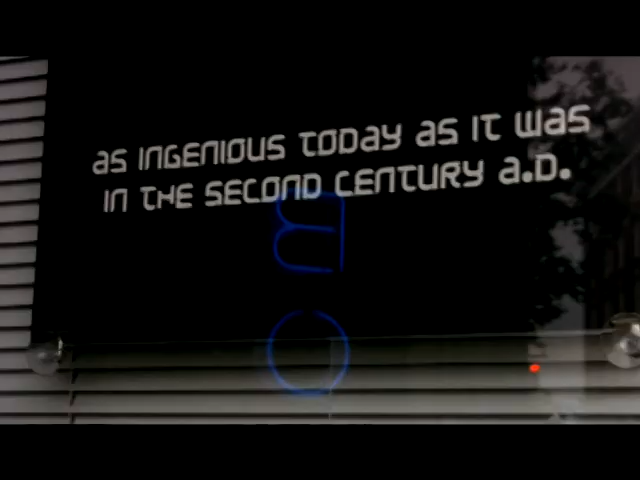 as ingenious today as it was
in the second century a.d.